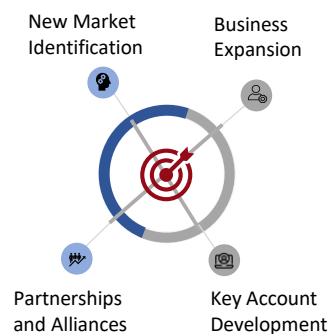 New Market
Identification
Business
Expansion
Partnerships
and Alliances
Key Account
Development